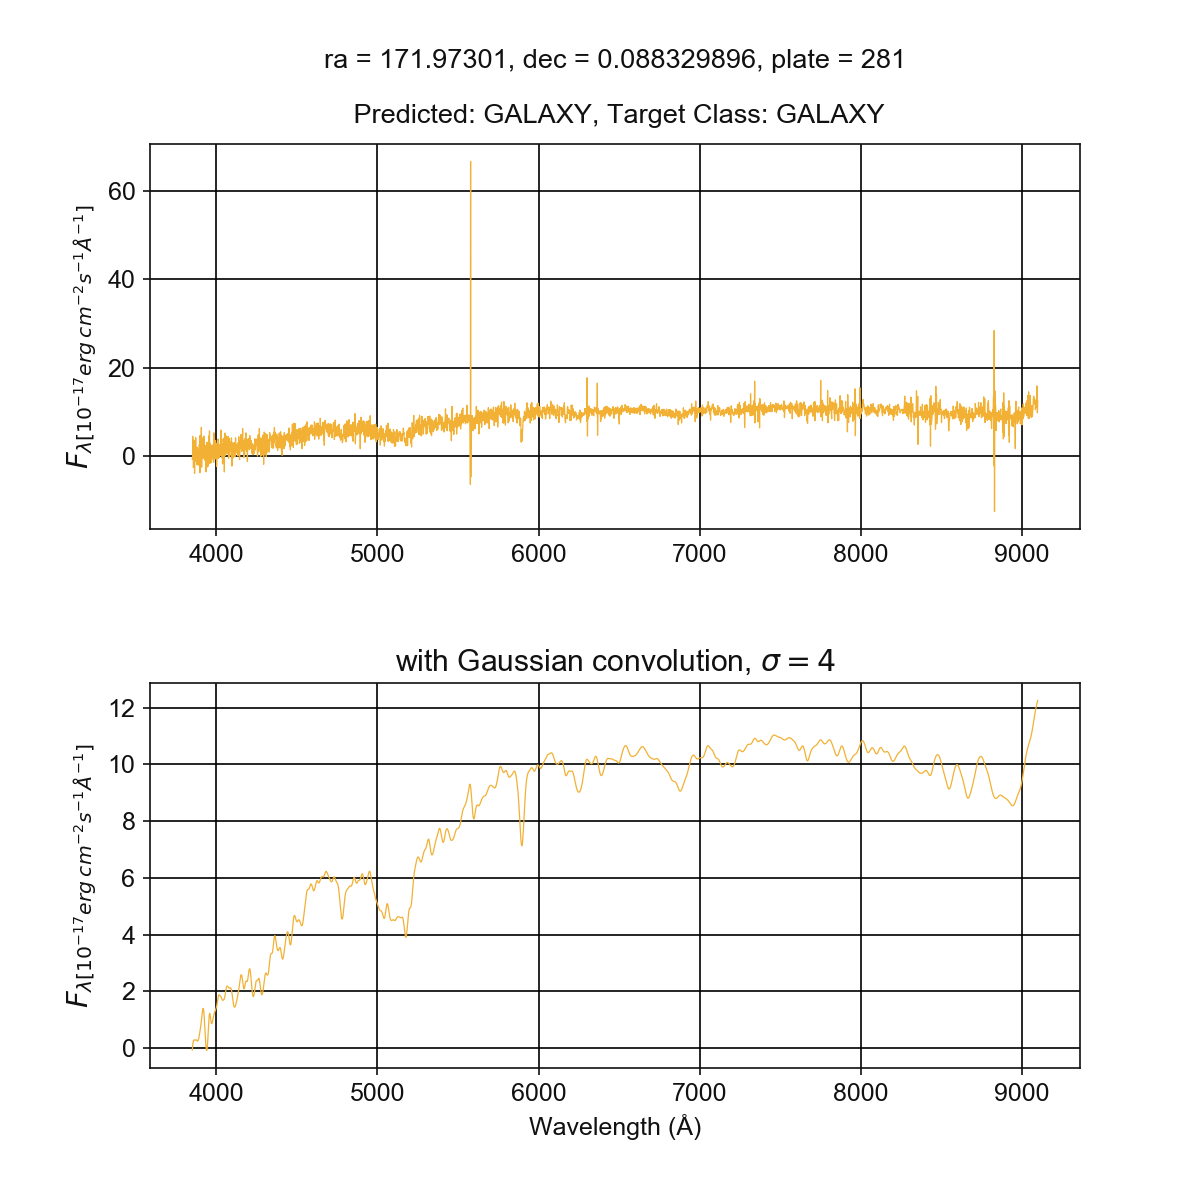 ra = 171.97301, dec = 0.088329896, plate = 281
Predicted: GALAXY, Target Class: GALAXY
60
40
20
0
Fλ[10⁻¹⁷erg cm⁻²s⁻¹Å⁻¹]
4000 5000 6000 7000 8000 9000
with Gaussian convolution, σ = 4
12
10
8
6
4
2
0
Fλ[10⁻¹⁷erg cm⁻²s⁻¹Å⁻¹]
4000 5000 6000 7000 8000 9000
Wavelength (Å)